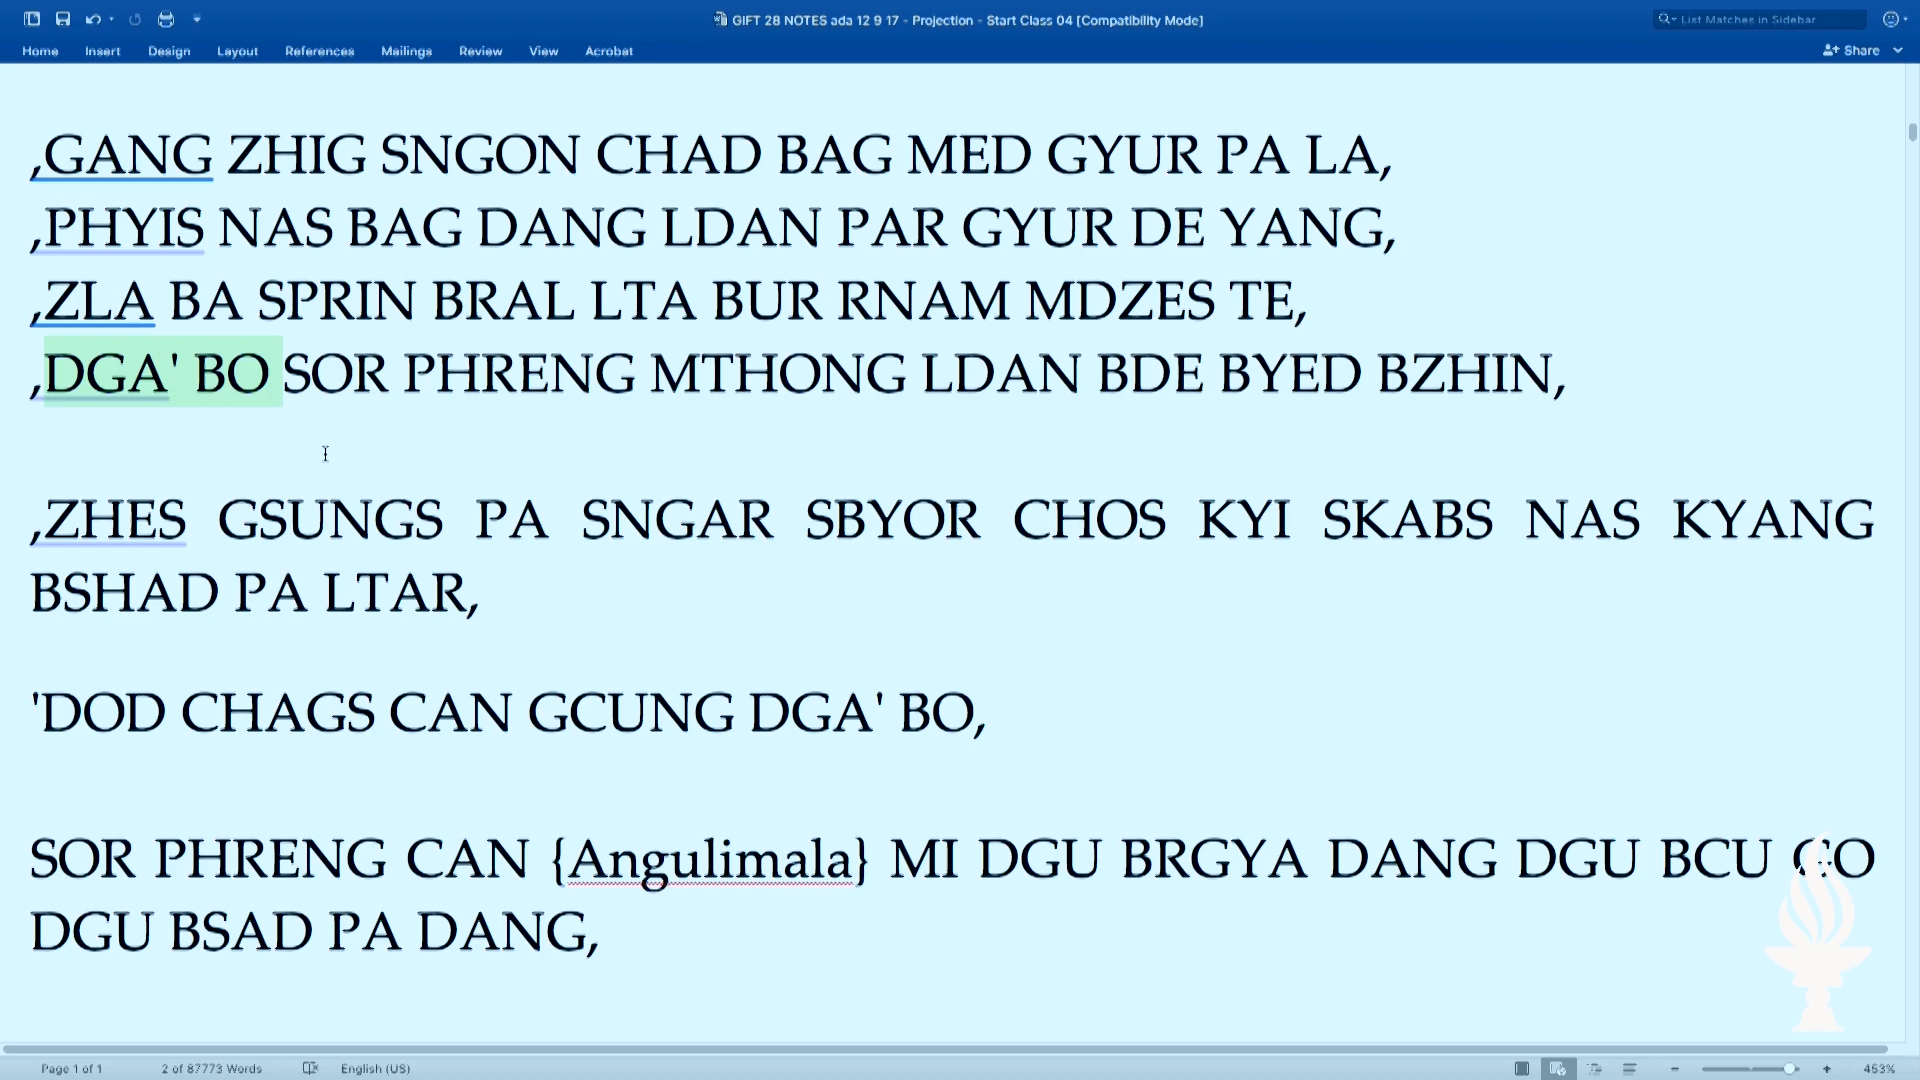 GIFT 28 NOTES ada 12 9 17 - Projection - Start Class 04 [Compatibility Mode]
List Matches in Sidebar
Home Insert Design Layout References Mailings Review View Acrobat
Share
,GANG ZHIG SNGON CHAD BAG MED GYUR PA LA,
,PHYIS NAS BAG DANG LDAN PAR GYUR DE YANG,
,ZLA BA SPRIN BRAL LTA BUR RNAM MDZES TE,
,DGA' BO SOR PHRENG MTHONG LDAN BDE BYED BZHIN,
,ZHES GSUNGS PA SNGAR SBYOR CHOS KYI SKABS NAS KYANG
BSHAD PA LTAR,
'DOD CHAGS CAN GCUNG DGA' BO,
SOR PHRENG CAN {Angulimala} MI DGU BRGYA DANG DGU BCU GO
DGU BSAD PA DANG,
Page 1 of 1 2 of 87773 Words English (US) 453%